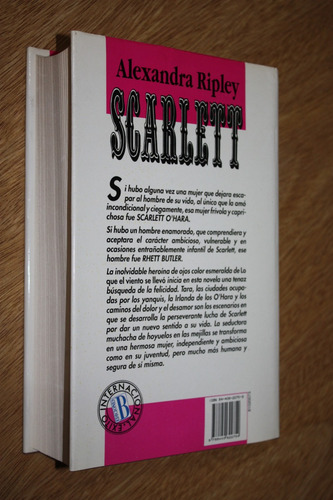 Alexandra Ripley
SCARLETT
Si hubo alguna vez una mujer que dejara esca-
par al hombre de su vida, al único que la amó
incondicional y ciegamente, esa mujer frívola y capri-
chosa fue SCARLETT O'HARA.
Si hubo un hombre enamorado, que comprendiera y
aceptara el carácter ambicioso, vulnerable y en
ocasiones entrañablemente infantil de Scarlett, ese
hombre fue RHETT BUTLER.
La inolvidable heroína de ojos color esmeralda de Lo
que el viento se llevó inicia en esta novela una tenaz
búsqueda de la felicidad. Tara, las ciudades ocupa-
das por los yanquis, la Irlanda de los O'Hara y los
caminos del dolor y el desamor son los escenarios en
que se desarrolla la perseverante lucha de Scarlett
por dar un nuevo sentido a su vida. La seductora
muchacha de hoyuelos en las mejillas se transforma
en una hermosa mujer, independiente y ambiciosa
como en su juventud, pero mucho más humana y
segura de sí misma.
ÉXITO INTERNACIONAL
B